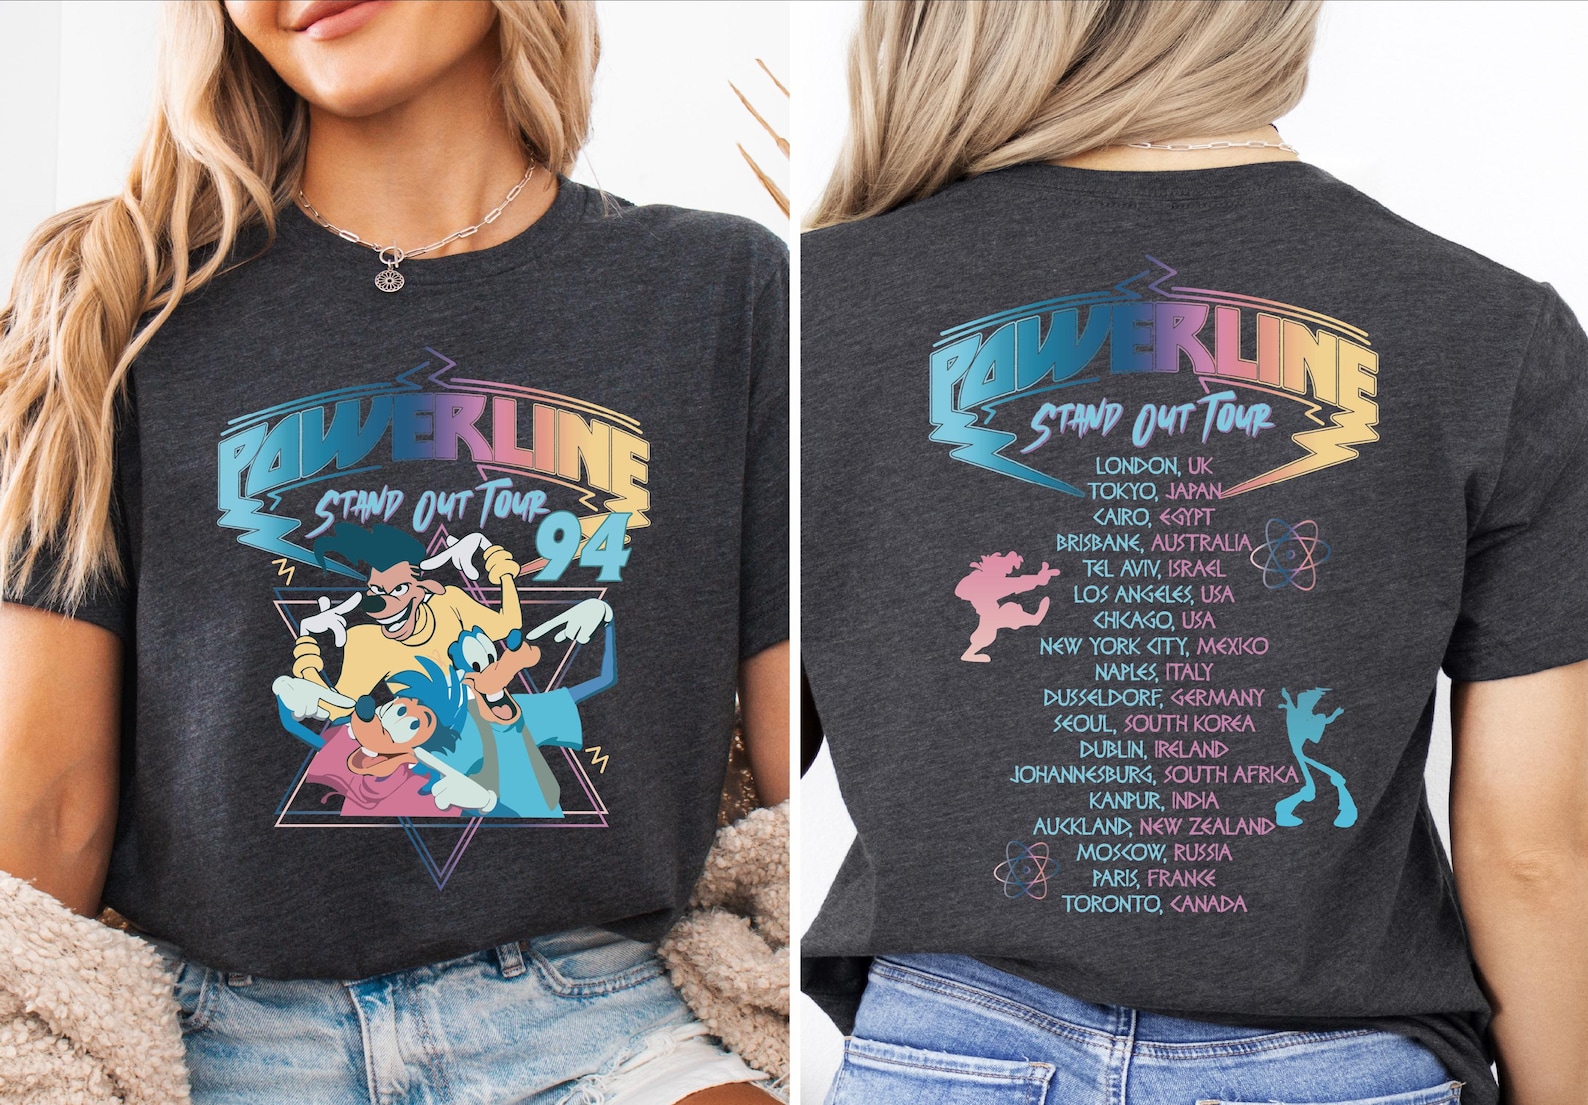 POWERLINE
STAND OUT TOUR
94
POWERLINE
STAND OUT TOUR
LONDON, UK
TOKYO, JAPAN
CAIRO, EGYPT
BRISBANE, AUSTRALIA
TEL AVIV, ISRAEL
LOS ANGELES, USA
CHICAGO, USA
NEW YORK CITY, MEXICO
NAPLES, ITALY
DUSSELDORF, GERMANY
SEOUL, SOUTH KOREA
DUBLIN, IRELAND
JOHANNESBURG, SOUTH AFRICA
KANPUR, INDIA
AUCKLAND, NEW ZEALAND
MOSCOW, RUSSIA
PARIS, FRANCE
TORONTO, CANADA